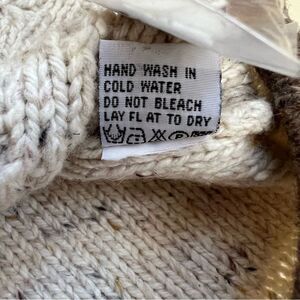 HAND WASH IN
COLD WATER
DO NOT BLEACH
LAY FLAT TO DRY